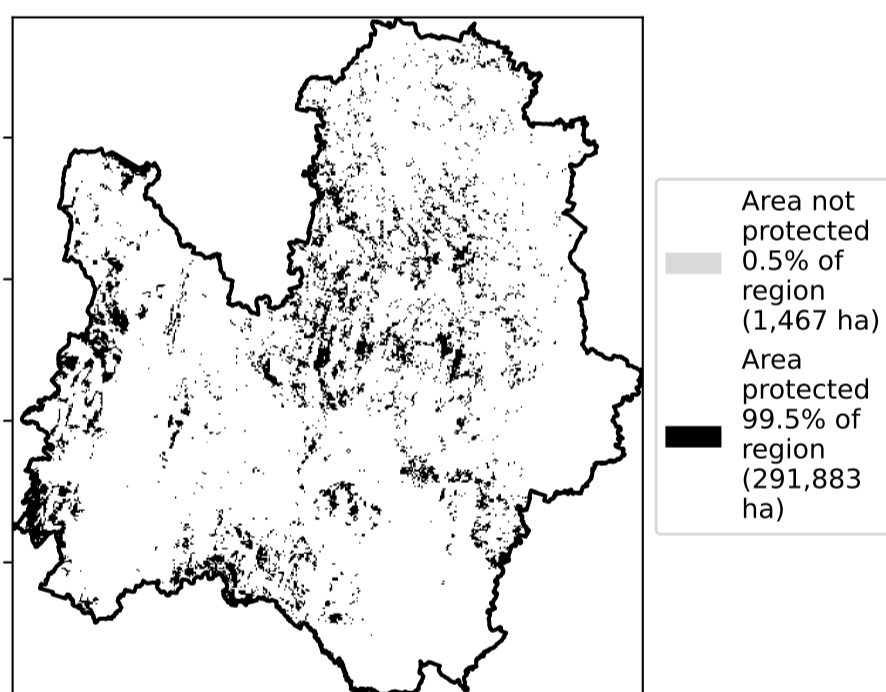 Area not
protected
0.5% of
region
(1,467 ha)
Area
protected
99.5% of
region
(291,883
ha)